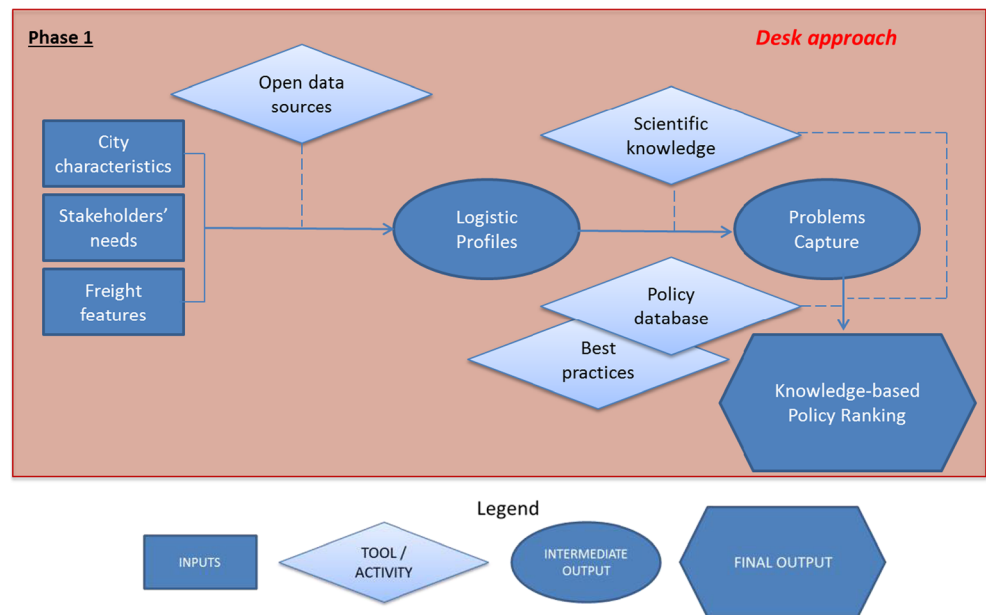 Phase 1
Desk approach
Open data
sources
City
characteristics
Stakeholders’
needs
Freight
features
Logistic
Profiles
Scientific
knowledge
Problems
Capture
Policy
database
Best
practices
Knowledge-based
Policy Ranking
Legend
INPUTS
TOOL /
ACTIVITY
INTERMEDIATE
OUTPUT
FINAL OUTPUT